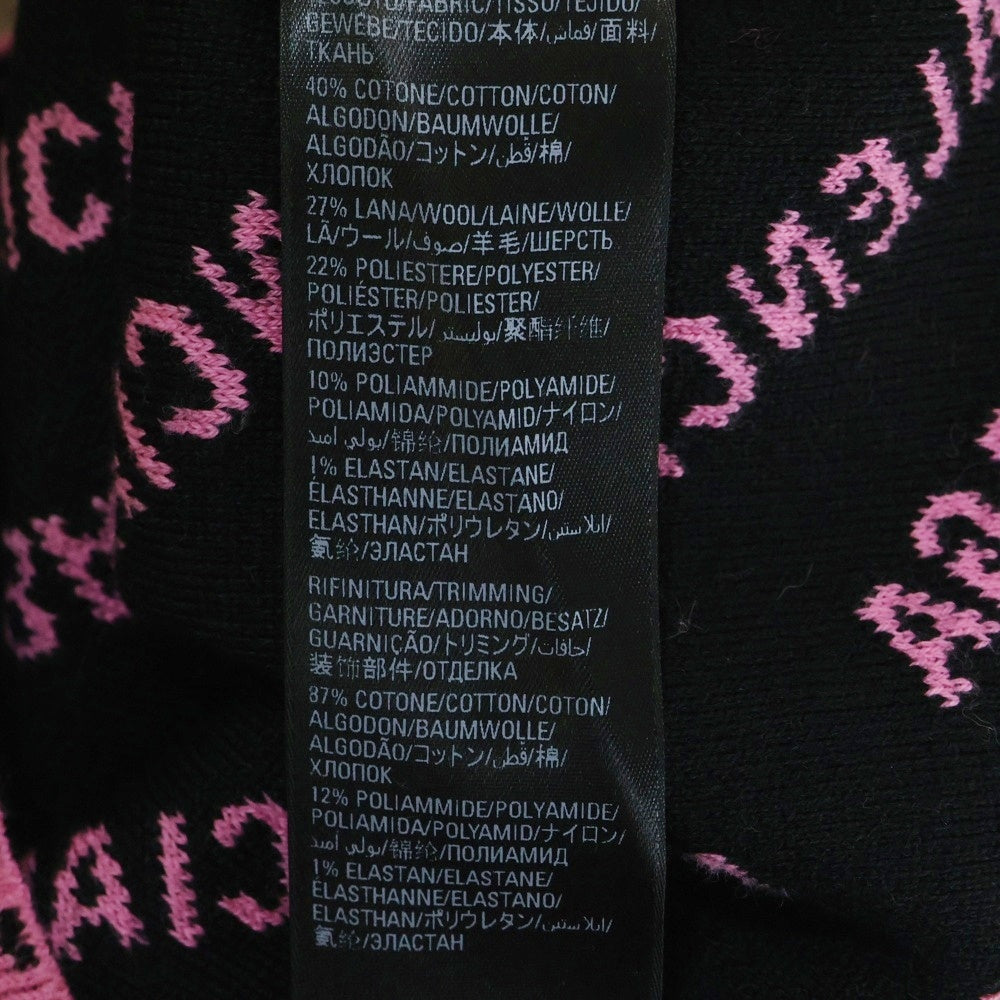 TESSUTO/FABRIC/TISSU/TEJIDO/
GEWEBE/TECIDO/本体/قماش/面料/
ТКАНЬ
40% COTONE/COTTON/COTON/
ALGODON/BAUMWOLLE/
ALGODÃO/コットン/قطن/棉/
ХЛОПОК
27% LANA/WOOL/LAINE/WOLLE/
LÃ/ウール/صوف/羊毛/ШЕРСТЬ
22% POLIESTERE/POLYESTER/
POLIÉSTER/POLIESTER/
ポリエステル/بوليستر/聚酯纤维/
ПОЛИЭСТЕР
10% POLIAMMIDE/POLYAMIDE/
POLIAMIDA/POLYAMID/ナイロン/
بولي اميد/锦纶/ПОЛИАМИД
1% ELASTAN/ELASTANE/
ÉLASTHANNE/ELASTANO/
ELASTHAN/ポリウレタン/ايلاستين/
氨纶/ЭЛАСТАН
RIFINITURA/TRIMMING/
GARNITURE/ADORNO/BESATZ/
GUARNIÇÃO/トリミング/حافات/
装饰部件/ОТДЕЛКА
87% COTONE/COTTON/COTON/
ALGODON/BAUMWOLLE/
ALGODÃO/コットン/قطن/棉/
ХЛОПОК
12% POLIAMMIDE/POLYAMIDE/
POLIAMIDA/POLYAMID/ナイロン/
بولي اميد/锦纶/ПОЛИАМИД
1% ELASTAN/ELASTANE/
ÉLASTHANNE/ELASTANO/
ELASTHAN/ポリウレタン/ايلاستين/
氨纶/ЭЛАСТАН